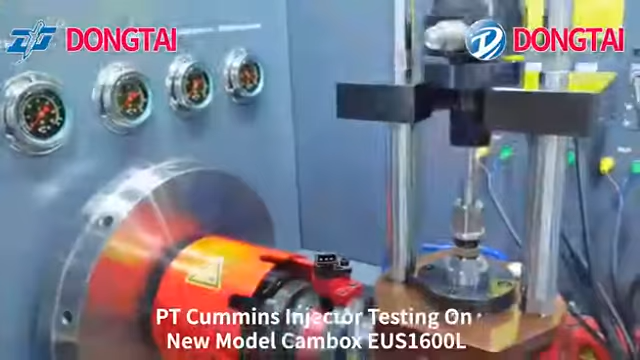 DONGTAI
DONGTAI
PT Cummins Injector Testing On
New Model Cambox EUS1600L